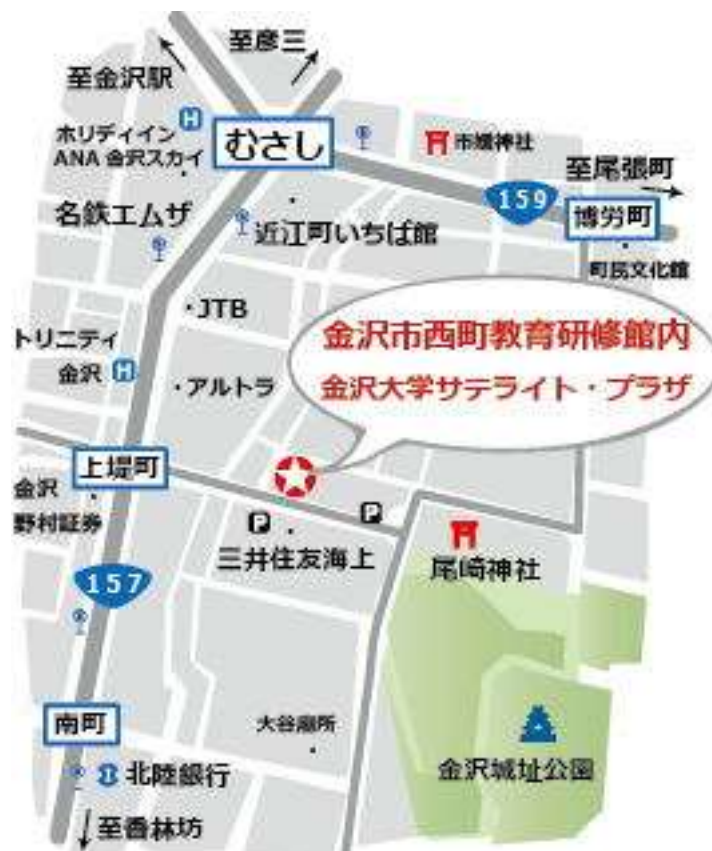 至彦三
至金沢駅
H
ホリディイン
ANA 金沢スカイ
むさし
市媛神社
至尾張町
159
博労町
名鉄エムザ
近江町いちば館
町民文化館
JTB
金沢市西町教育研修館内
金沢大学サテライト・プラザ
トリニティ
金沢
H
アルトラ
上堤町
金沢
野村証券
P
P
三井住友海上
尾崎神社
157
南町
大谷廟所
金沢城址公園
北陸銀行
至香林坊